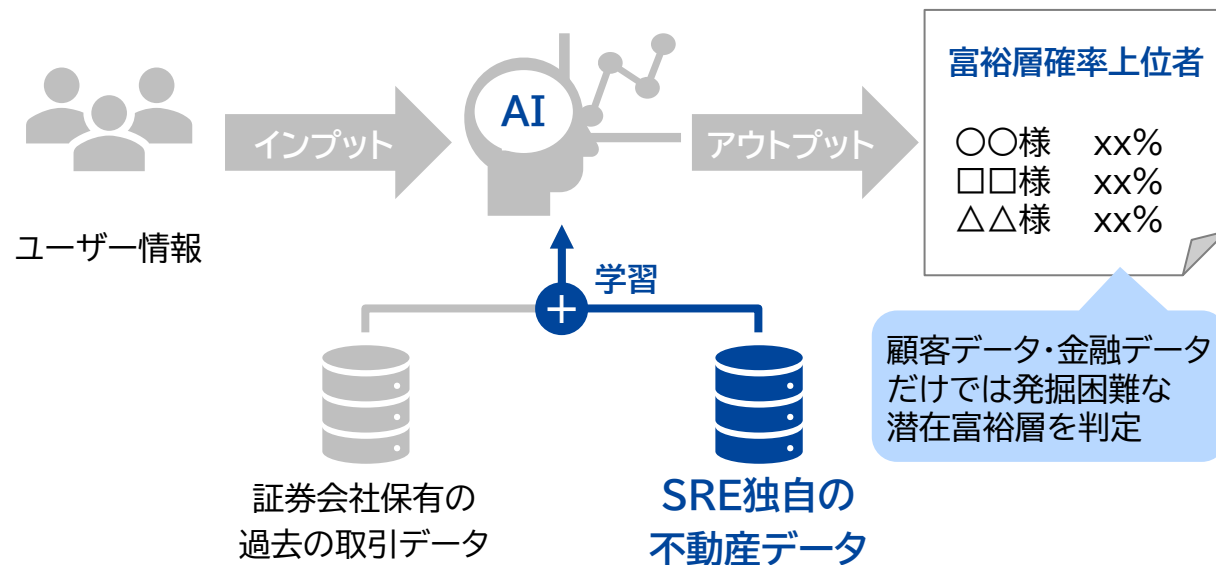 富裕層確率上位者
○○様 xx%
□□様 xx%
△△様 xx%
インプット
AI
アウトプット
ユーザー情報
学習
+
顧客データ・金融データ
だけでは発掘困難な
潜在富裕層を判定
証券会社保有の
過去の取引データ
SRE独自の
不動産データ